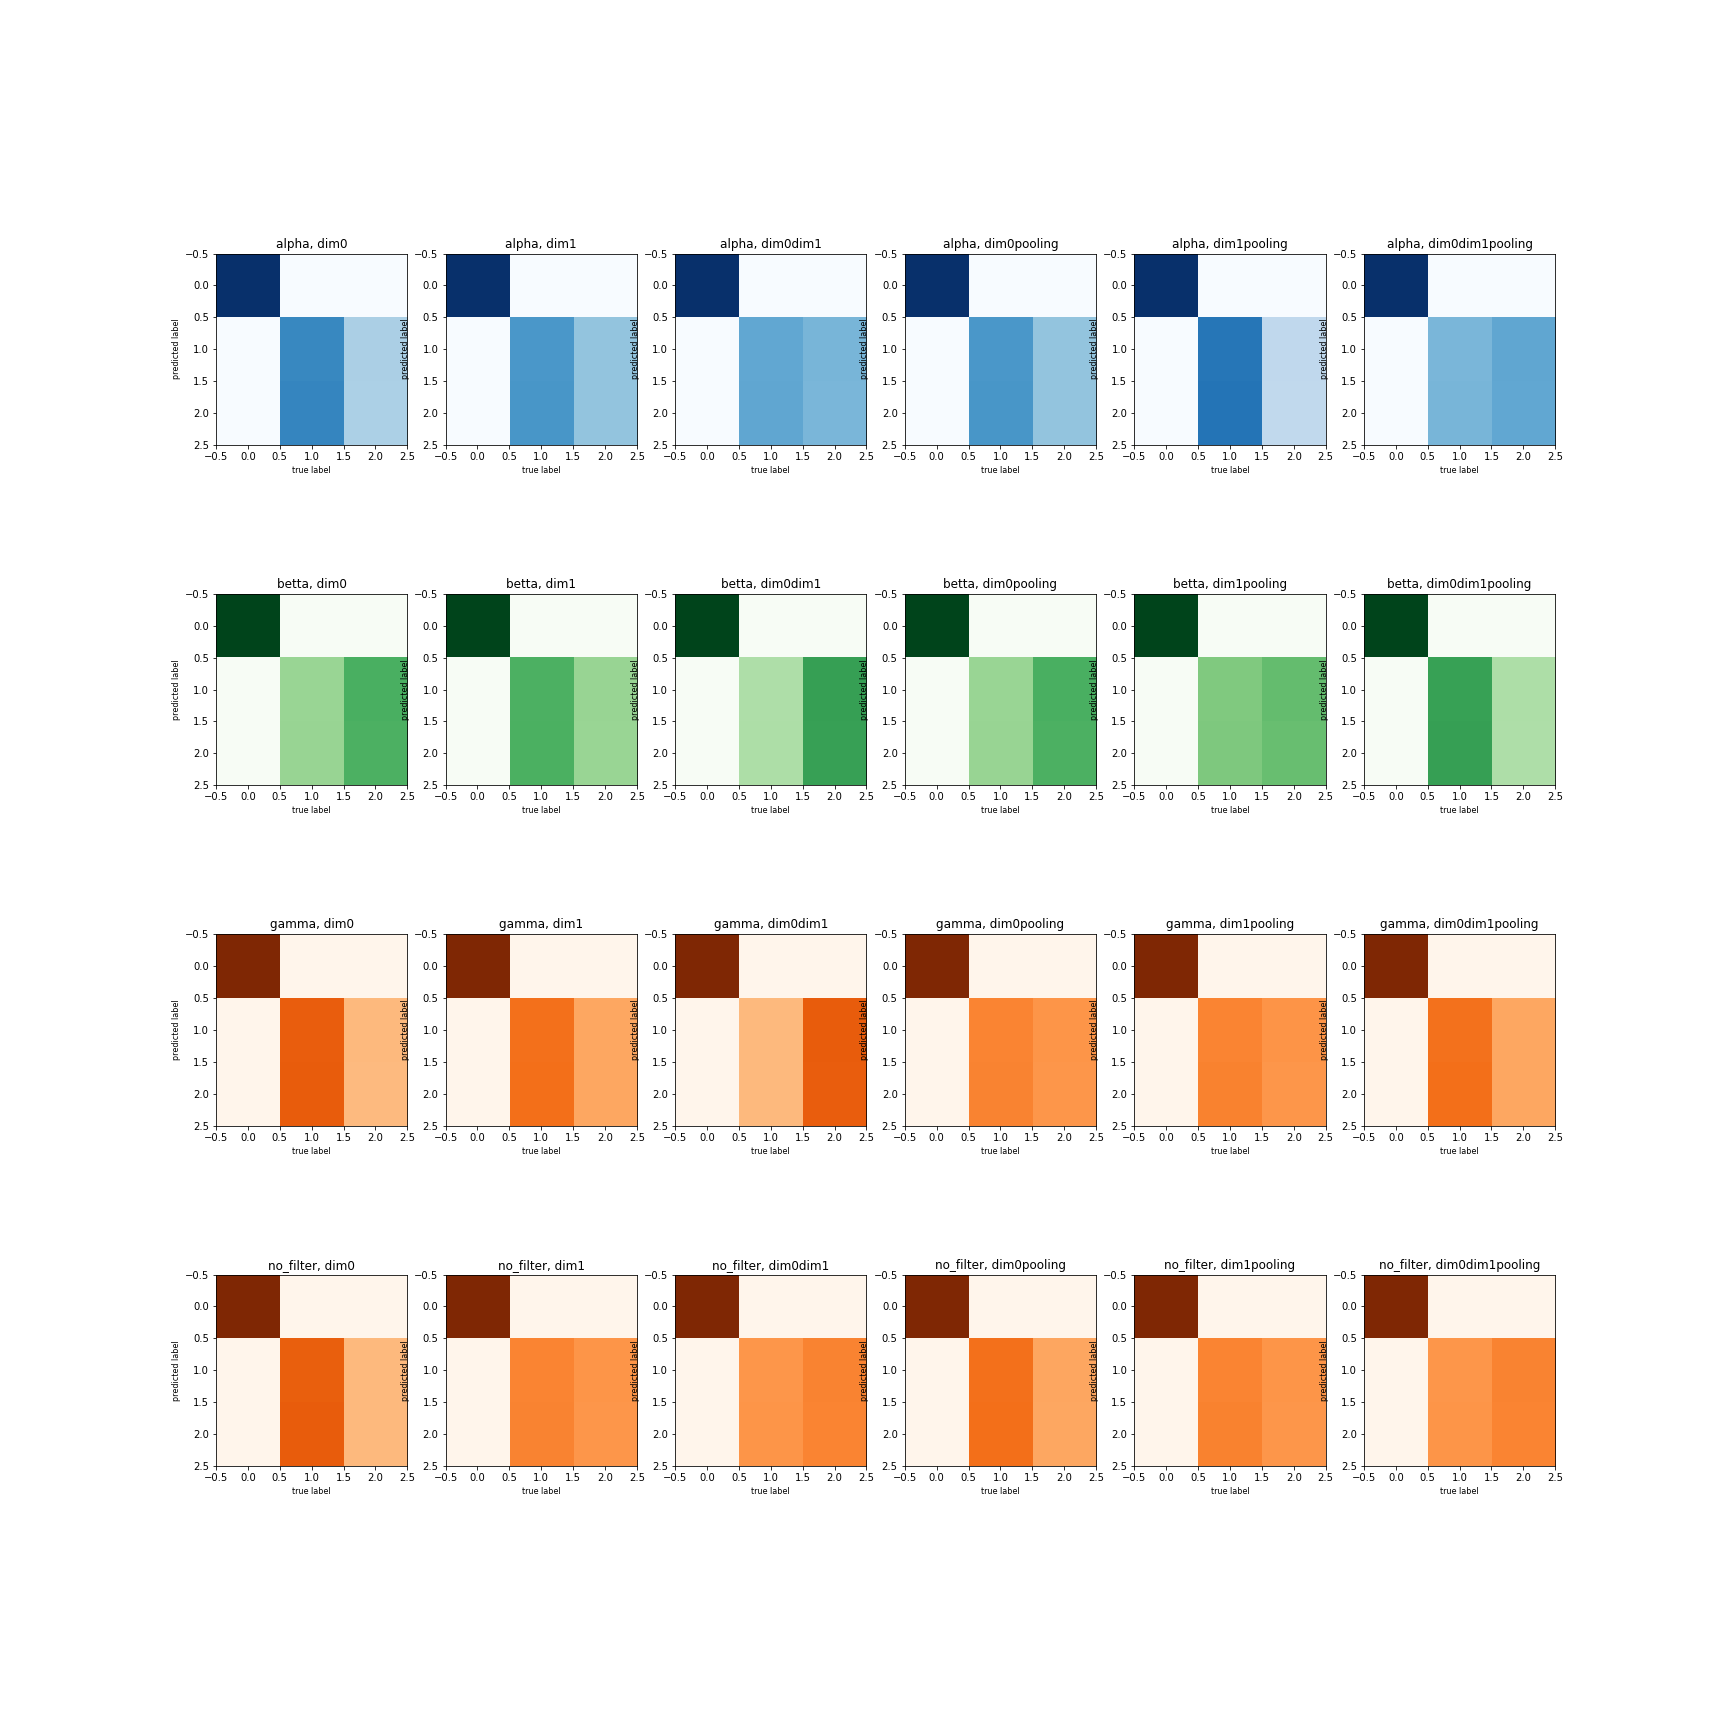 alpha, dim0 alpha, dim1 alpha, dim0dim1 alpha, dim0pooling alpha, dim1pooling alpha, dim0dim1pooling
−0.5 −0.5 −0.5 −0.5 −0.5 −0.5
0.0 0.0 0.0 0.0 0.0 0.0
0.5 0.5 0.5 0.5 0.5 0.5
predicted label predicted label predicted label predicted label predicted label predicted label
1.0 1.0 1.0 1.0 1.0 1.0
1.5 1.5 1.5 1.5 1.5 1.5
2.0 2.0 2.0 2.0 2.0 2.0
2.5 2.5 2.5 2.5 2.5 2.5
−0.5 0.0 0.5 1.0 1.5 2.0 2.5 −0.5 0.0 0.5 1.0 1.5 2.0 2.5 −0.5 0.0 0.5 1.0 1.5 2.0 2.5 −0.5 0.0 0.5 1.0 1.5 2.0 2.5 −0.5 0.0 0.5 1.0 1.5 2.0 2.5 −0.5 0.0 0.5 1.0 1.5 2.0 2.5
true label true label true label true label true label true label
betta, dim0 betta, dim1 betta, dim0dim1 betta, dim0pooling betta, dim1pooling betta, dim0dim1pooling
−0.5 −0.5 −0.5 −0.5 −0.5 −0.5
0.0 0.0 0.0 0.0 0.0 0.0
0.5 0.5 0.5 0.5 0.5 0.5
predicted label predicted label predicted label predicted label predicted label predicted label
1.0 1.0 1.0 1.0 1.0 1.0
1.5 1.5 1.5 1.5 1.5 1.5
2.0 2.0 2.0 2.0 2.0 2.0
2.5 2.5 2.5 2.5 2.5 2.5
−0.5 0.0 0.5 1.0 1.5 2.0 2.5 −0.5 0.0 0.5 1.0 1.5 2.0 2.5 −0.5 0.0 0.5 1.0 1.5 2.0 2.5 −0.5 0.0 0.5 1.0 1.5 2.0 2.5 −0.5 0.0 0.5 1.0 1.5 2.0 2.5 −0.5 0.0 0.5 1.0 1.5 2.0 2.5
true label true label true label true label true label true label
gamma, dim0 gamma, dim1 gamma, dim0dim1 gamma, dim0pooling gamma, dim1pooling gamma, dim0dim1pooling
−0.5 −0.5 −0.5 −0.5 −0.5 −0.5
0.0 0.0 0.0 0.0 0.0 0.0
0.5 0.5 0.5 0.5 0.5 0.5
predicted label predicted label predicted label predicted label predicted label predicted label
1.0 1.0 1.0 1.0 1.0 1.0
1.5 1.5 1.5 1.5 1.5 1.5
2.0 2.0 2.0 2.0 2.0 2.0
2.5 2.5 2.5 2.5 2.5 2.5
−0.5 0.0 0.5 1.0 1.5 2.0 2.5 −0.5 0.0 0.5 1.0 1.5 2.0 2.5 −0.5 0.0 0.5 1.0 1.5 2.0 2.5 −0.5 0.0 0.5 1.0 1.5 2.0 2.5 −0.5 0.0 0.5 1.0 1.5 2.0 2.5 −0.5 0.0 0.5 1.0 1.5 2.0 2.5
true label true label true label true label true label true label
no_filter, dim0 no_filter, dim1 no_filter, dim0dim1 no_filter, dim0pooling no_filter, dim1pooling no_filter, dim0dim1pooling
−0.5 −0.5 −0.5 −0.5 −0.5 −0.5
0.0 0.0 0.0 0.0 0.0 0.0
0.5 0.5 0.5 0.5 0.5 0.5
predicted label predicted label predicted label predicted label predicted label predicted label
1.0 1.0 1.0 1.0 1.0 1.0
1.5 1.5 1.5 1.5 1.5 1.5
2.0 2.0 2.0 2.0 2.0 2.0
2.5 2.5 2.5 2.5 2.5 2.5
−0.5 0.0 0.5 1.0 1.5 2.0 2.5 −0.5 0.0 0.5 1.0 1.5 2.0 2.5 −0.5 0.0 0.5 1.0 1.5 2.0 2.5 −0.5 0.0 0.5 1.0 1.5 2.0 2.5 −0.5 0.0 0.5 1.0 1.5 2.0 2.5 −0.5 0.0 0.5 1.0 1.5 2.0 2.5
true label true label true label true label true label true label